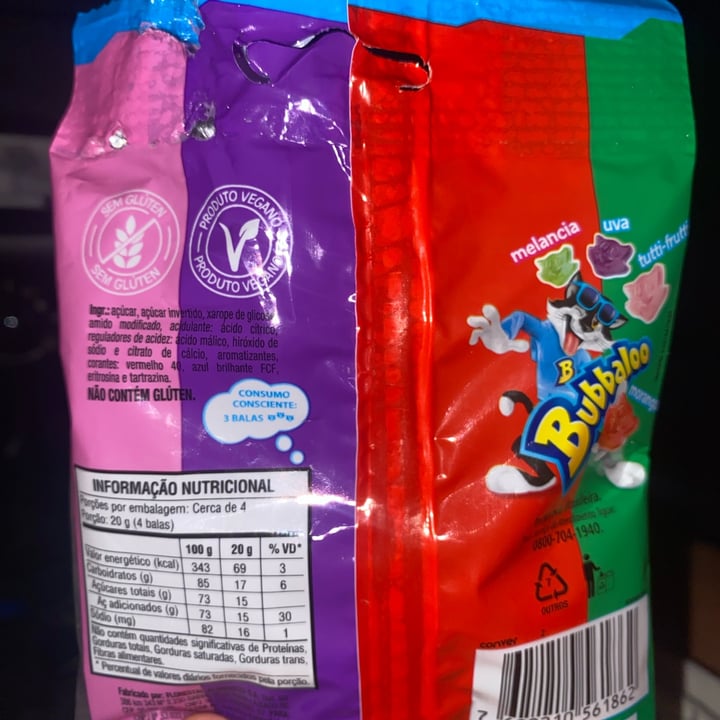 SEM GLÚTEN
SEM GLÚTEN
PRODUTO VEGANO
PRODUTO VEGANO
melancia
uva
tutti-frutti
Ingr.: açúcar, açúcar invertido, xarope de glicose,
amido modificado, acidulante: ácido cítrico,
reguladores de acidez: ácido málico, hiróxido de
sódio e citrato de cálcio, aromatizantes,
corantes: vermelho 40, azul brilhante FCF,
eritrosina e tartrazina.
NÃO CONTÉM GLÚTEN.
CONSUMO
CONSCIENTE:
3 BALAS
B
Bubbaloo
morango
INFORMAÇÃO NUTRICIONAL
Porções por embalagem: Cerca de 4
Porção: 20 g (4 balas)
100 g 20 g % VD*
Valor energético (kcal) 343 69 3
Carboidratos (g) 85 17 6
Açúcares totais (g) 73 15
Aç adicionados (g) 73 15 30
Sódio (mg) 82 16 1
Não contém quantidades significativas de Proteínas,
Gorduras totais, Gorduras saturadas, Gorduras trans,
Fibras alimentares.
* Percentual de valores diários fornecidos pela porção.
Fabricado por:
0800-704-1940.
7
OUTROS
7 561862